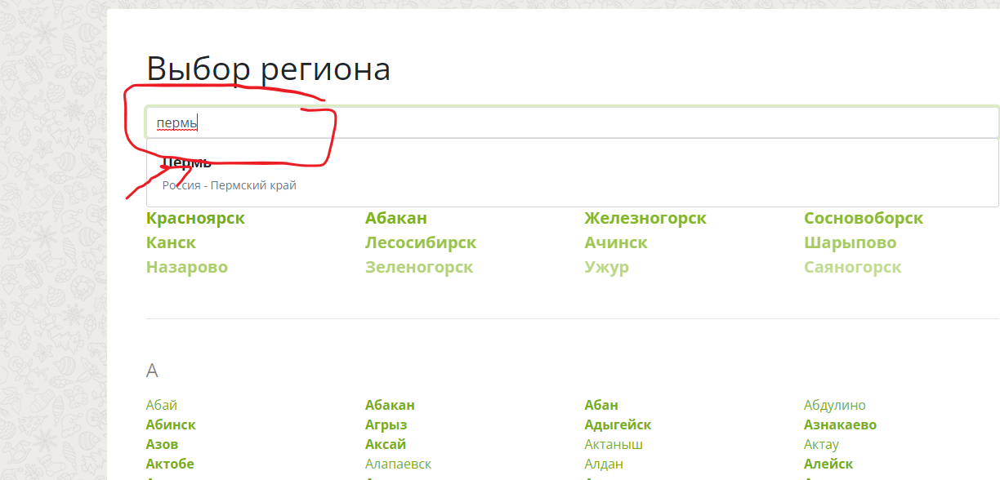 Выбор региона
пермь
Пермь
Россия - Пермский край
Красноярск Абакан Железногорск Сосновоборск
Канск Лесосибирск Ачинск Шарыпово
Назарово Зеленогорск Ужур Саяногорск
А
Абай Абакан Абан Абдулино
Абинск Агрыз Адыгейск Азнакаево
Азов Аксай Актаныш Актау
Актобе Алапаевск Алдан Алейск